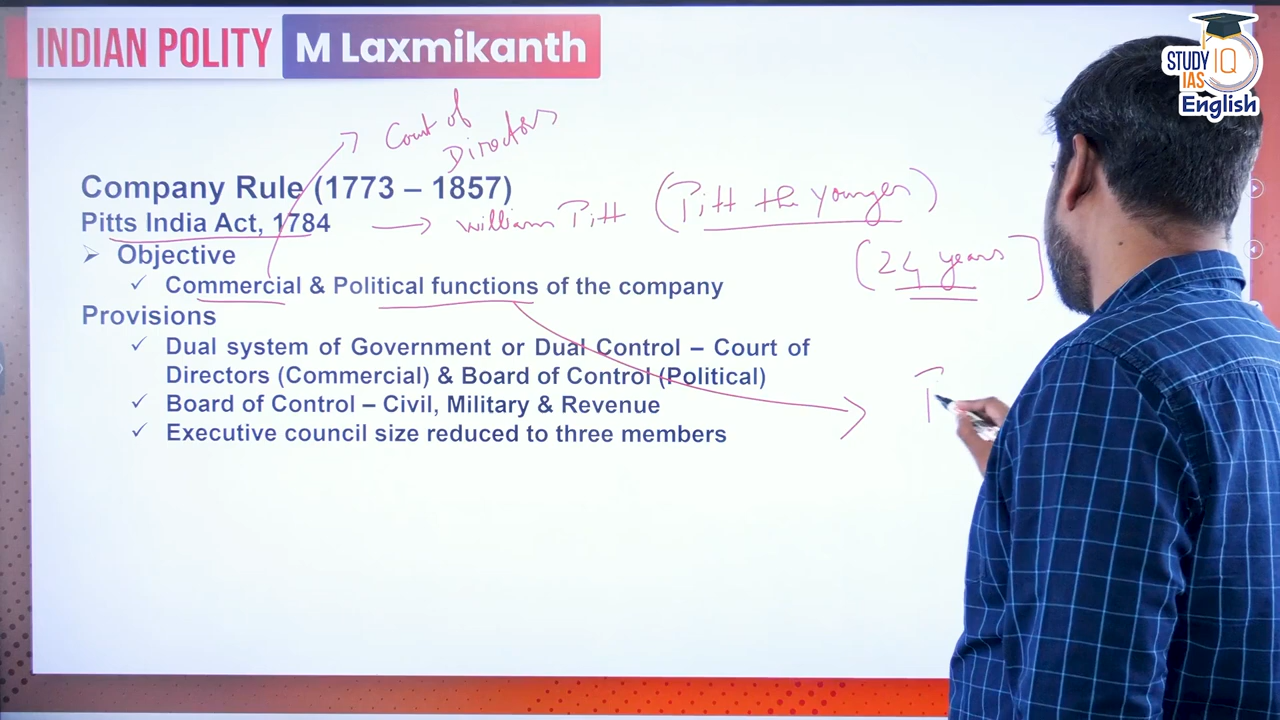 INDIAN POLITY M Laxmikanth
STUDY IQ
IAS
English
Court of
Directors
Company Rule (1773 – 1857)
Pitts India Act, 1784 → William Pitt (Pitt the Younger)
(24 years)
➢ Objective
✓ Commercial & Political functions of the company
Provisions
✓ Dual system of Government or Dual Control – Court of
Directors (Commercial) & Board of Control (Political)
✓ Board of Control – Civil, Military & Revenue
✓ Executive council size reduced to three members